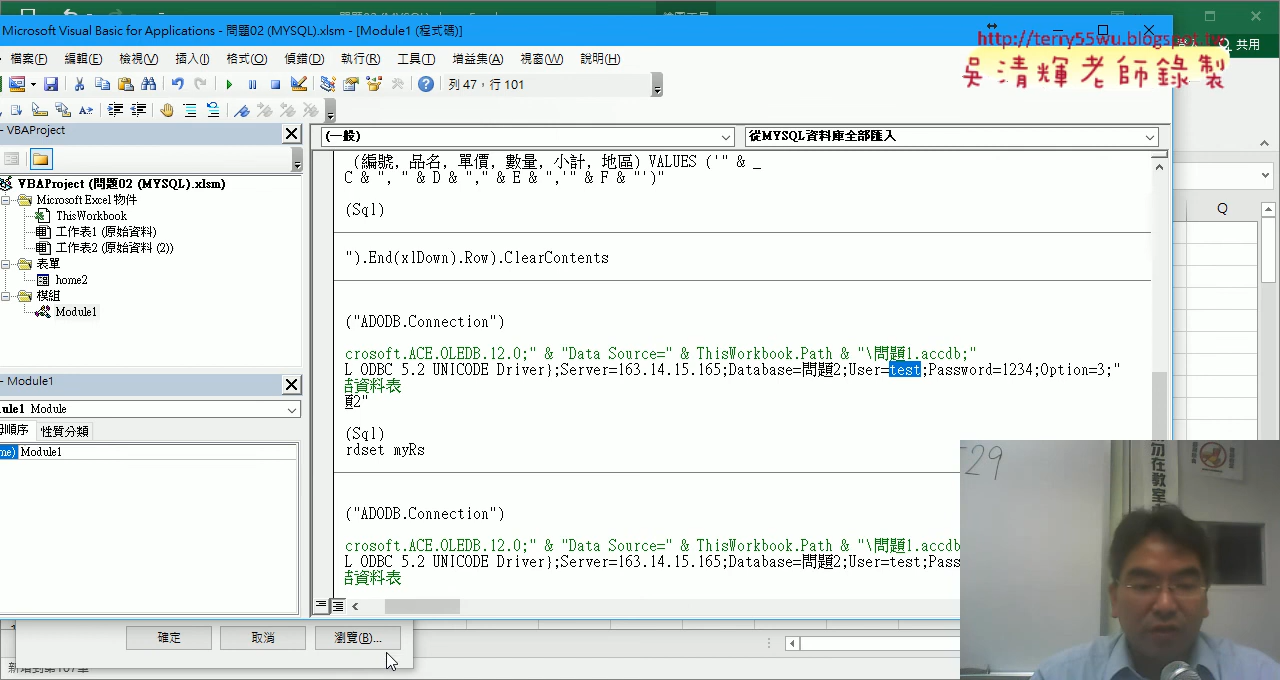 Microsoft Visual Basic for Applications - 問題02 (MYSQL).xlsm - [Module1 (程式碼)]
http://terry55wu.blogspot.tw
共用
吳清輝老師錄製
檔案(F) 編輯(E) 檢視(V) 插入(I) 格式(O) 偵錯(D) 執行(R) 工具(T) 增益集(A) 視窗(W) 說明(H)
列 47，行 101
- VBAProject
(一般)
從MYSQL資料庫全部匯入
VBAProject (問題02 (MYSQL).xlsm)
Microsoft Excel 物件
ThisWorkbook
工作表1 (原始資料)
工作表2 (原始資料 (2))
表單
home2
模組
Module1
(編號, 品名, 單價, 數量, 小計, 地區) VALUES ('" & _
C & ", " & D & "," & E & ",'" & F & "')"
(Sql)
").End(xlDown).Row).ClearContents
("ADODB.Connection")
crosoft.ACE.OLEDB.12.0;" & "Data Source=" & ThisWorkbook.Path & "\問題1.accdb;"
L ODBC 5.2 UNICODE Driver};Server=163.14.15.165;Database=問題2;User=test;Password=1234;Option=3;"
資料表
2"
(Sql)
rdset myRs
("ADODB.Connection")
crosoft.ACE.OLEDB.12.0;" & "Data Source=" & ThisWorkbook.Path & "\問題1.accdb
L ODBC 5.2 UNICODE Driver};Server=163.14.15.165;Database=問題2;User=test;Pass
資料表
- Module1
ule1 Module
順序 性質分類
me) Module1
Q
確定 取消 瀏覽(B)...
29
勿在教室